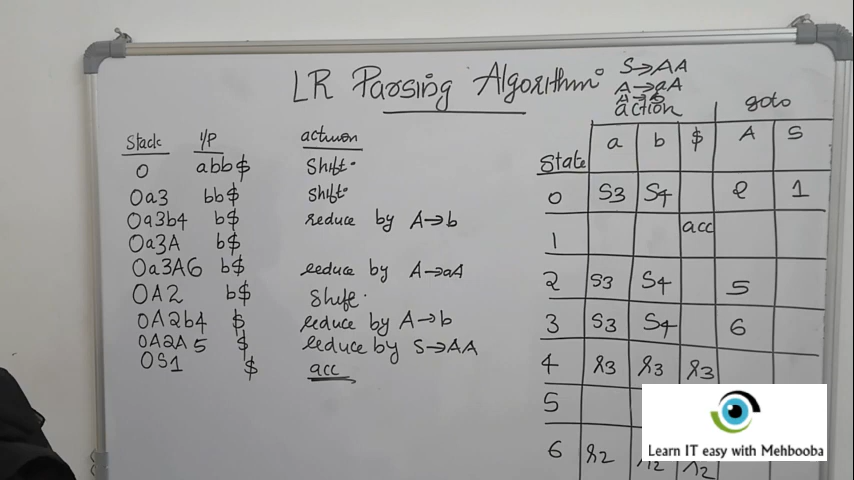 LR Parsing Algorithm
S→AA
A→aA
A→b
Stack I/P action
0 abb$ Shift
0a3 bb$ Shift
0a3b4 b$ reduce by A→b
0a3A b$
0a3A6 b$ reduce by A→aA
0A2 b$ Shift
0A2b4 $ reduce by A→b
0A2A5 $ reduce by S→AA
0S1 $ acc
action goto
State a b $ A S
0 S3 S4 2 1
1 acc
2 S3 S4 5
3 S3 S4 6
4 r3 r3 r3
5
6 r2 r2 r2
Learn IT easy with Mehbooba